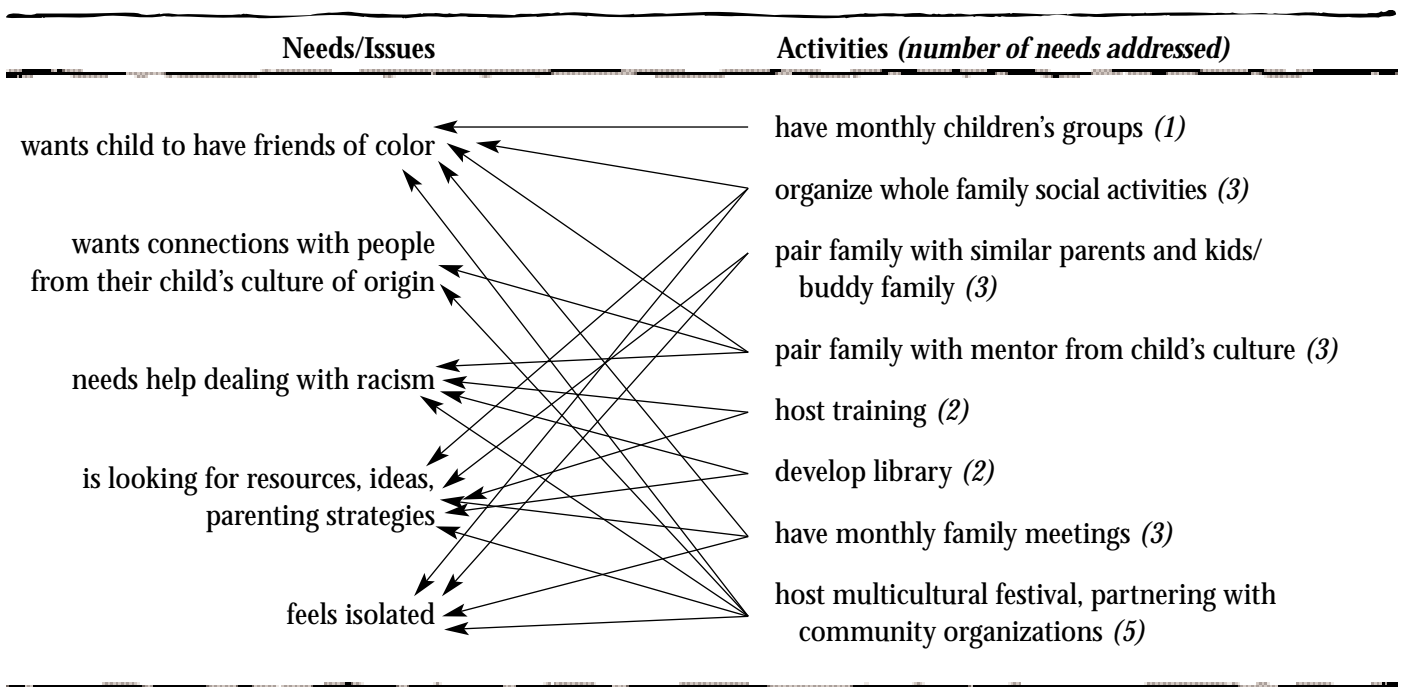 Needs/Issues
Activities (number of needs addressed)
wants child to have friends of color
wants connections with people
from their child’s culture of origin
needs help dealing with racism
is looking for resources, ideas,
parenting strategies
feels isolated
have monthly children’s groups (1)
organize whole family social activities (3)
pair family with similar parents and kids/
buddy family (3)
pair family with mentor from child’s culture (3)
host training (2)
develop library (2)
have monthly family meetings (3)
host multicultural festival, partnering with
community organizations (5)